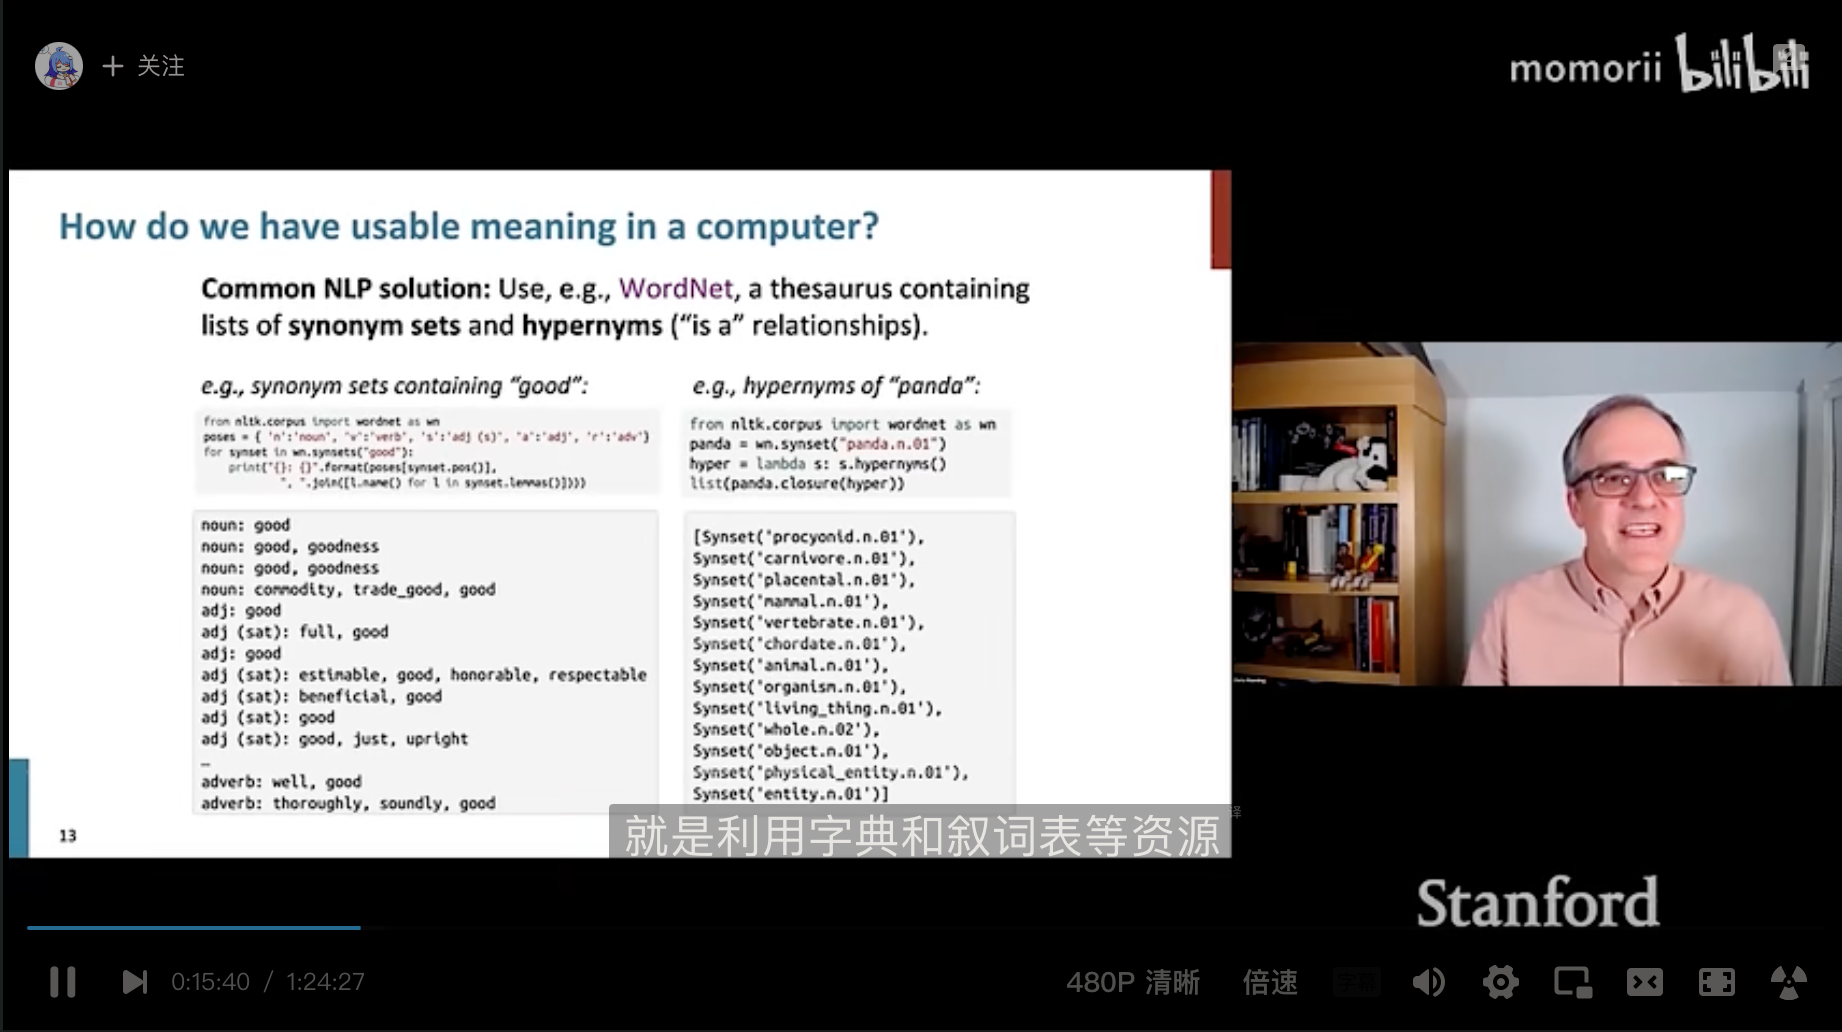 + 关注
momorii bilibili
How do we have usable meaning in a computer?
Common NLP solution: Use, e.g., WordNet, a thesaurus containing
lists of synonym sets and hypernyms (“is a” relationships).
e.g., synonym sets containing “good”:
from nltk.corpus import wordnet as wn
poses = { 'n':'noun', 'v':'verb', 's':'adj (s)', 'a':'adj', 'r':'adv'}
for synset in wn.synsets("good"):
print("{}: {}".format(poses[synset.pos()],
", ".join([l.name() for l in synset.lemmas()])))
noun: good
noun: good, goodness
noun: good, goodness
noun: commodity, trade_good, good
adj: good
adj (sat): full, good
adj: good
adj (sat): estimable, good, honorable, respectable
adj (sat): beneficial, good
adj (sat): good
adj (sat): good, just, upright
…
adverb: well, good
adverb: thoroughly, soundly, good
e.g., hypernyms of “panda”:
from nltk.corpus import wordnet as wn
panda = wn.synset("panda.n.01")
hyper = lambda s: s.hypernyms()
list(panda.closure(hyper))
[Synset('procyonid.n.01'),
Synset('carnivore.n.01'),
Synset('placental.n.01'),
Synset('mammal.n.01'),
Synset('vertebrate.n.01'),
Synset('chordate.n.01'),
Synset('animal.n.01'),
Synset('organism.n.01'),
Synset('living_thing.n.01'),
Synset('whole.n.02'),
Synset('object.n.01'),
Synset('physical_entity.n.01'),
Synset('entity.n.01')]
13
就是利用字典和叙词表等资源
Stanford
0:15:40 / 1:24:27
480P 清晰
倍速
字幕